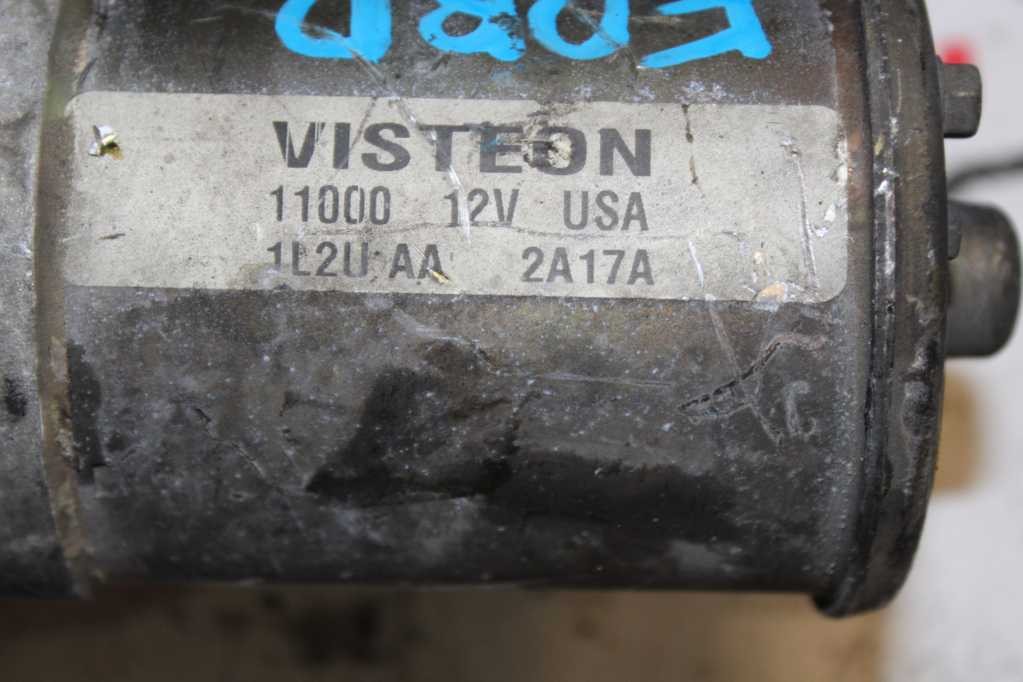 FORD
VISTEON
11000 12V USA
1L2U AA 2A17A